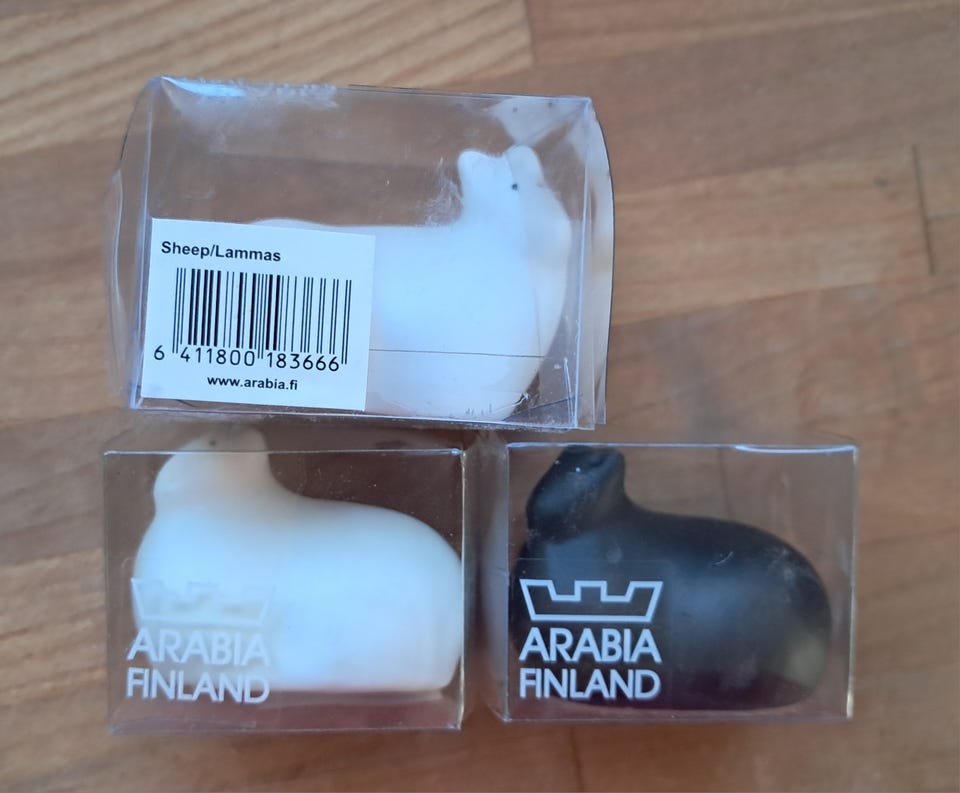 Sheep/Lammas
6 411800 183666
www.arabia.fi
ARABIA
FINLAND
ARABIA
FINLAND